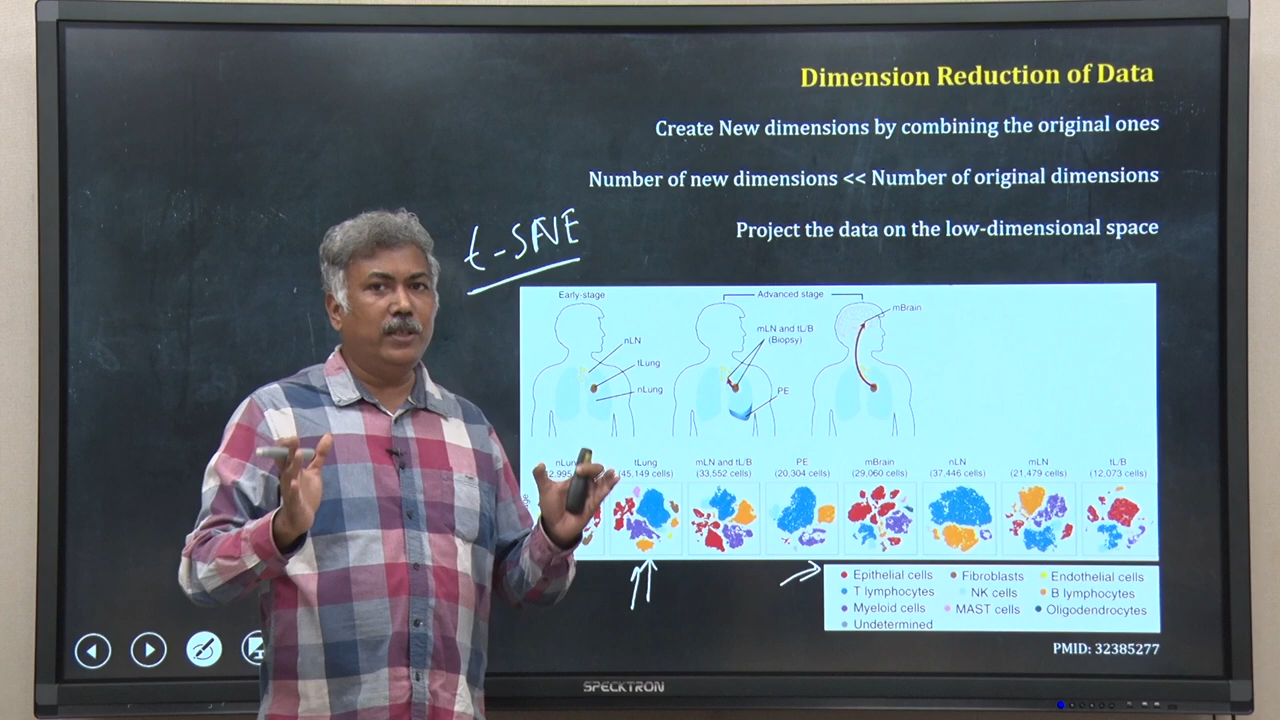 Dimension Reduction of Data
Create New dimensions by combining the original ones
Number of new dimensions << Number of original dimensions
Project the data on the low-dimensional space
t-SNE
Early-stage
Advanced stage
mBrain
nLN
mLN and tL/B
(Biopsy)
tLung
nLung
PE
tLung mLN and tL/B PE mBrain nLN mLN tL/B
(45,149 cells) (33,552 cells) (20,304 cells) (29,060 cells) (37,446 cells) (21,479 cells) (12,073 cells)
Epithelial cells Fibroblasts Endothelial cells
T lymphocytes NK cells B lymphocytes
Myeloid cells MAST cells Oligodendrocytes
Undetermined
PMID: 32385277
SPECKTRON